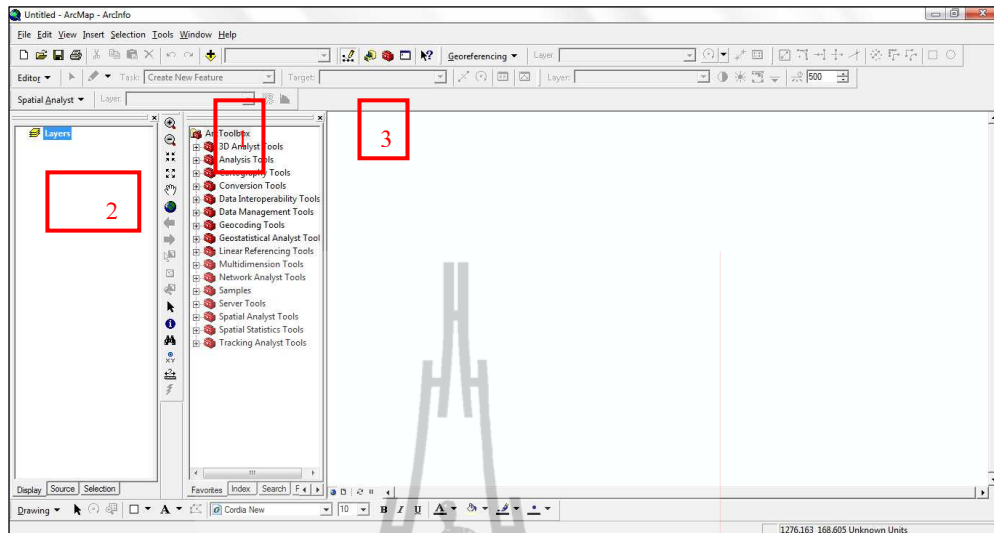 Untitled - ArcMap - ArcInfo
File Edit View Insert Selection Tools Window Help
Georeferencing Layer:
Editor Task: Create New Feature Target: Layer: 500
Spatial Analyst Layer:
Layers
ArcToolbox
3D Analyst Tools
Analysis Tools
Cartography Tools
Conversion Tools
Data Interoperability Tools
Data Management Tools
Geocoding Tools
Geostatistical Analyst Tool
Linear Referencing Tools
Multidimension Tools
Network Analyst Tools
Samples
Server Tools
Spatial Analyst Tools
Spatial Statistics Tools
Tracking Analyst Tools
1
2
3
Display Source Selection
Favorites Index Search F
Drawing A Cordia New 10 B I U A
1276.163 168.605 Unknown Units